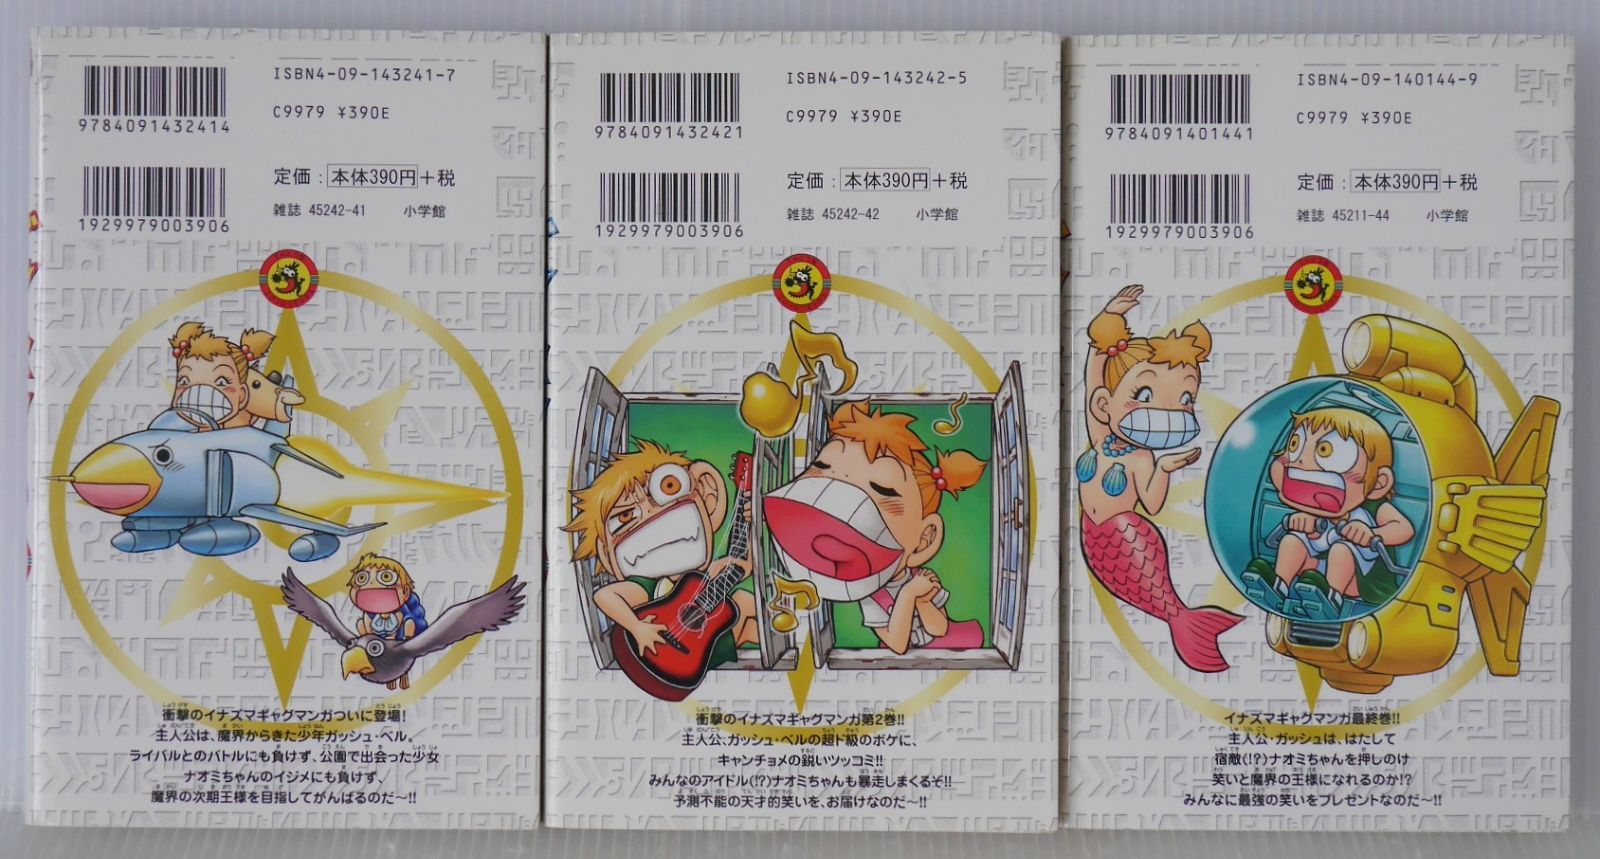 ISBN4-09-143241-7
9784091432414
C9979 ¥390E
定価：本体390円＋税
雑誌 45242-41 小学館
1929979003906
衝撃のイナズマギャグマンガついに登場！
主人公は、魔界からきた少年ガッシュ・ベル。
ライバルとのバトルにも負けず、公園で出会った少女
ナオミちゃんのイジメにも負けず、
魔界の次期王様を目指してがんばるのだ〜!!
ISBN4-09-143242-5
9784091432421
C9979 ¥390E
定価：本体390円＋税
雑誌 45242-42 小学館
1929979003906
衝撃のイナズマギャグマンガ第2巻!!
主人公、ガッシュ・ベルの超ド級のボケに、
キャンチョメの鋭いツッコミ!!
みんなのアイドル(!?)ナオミちゃんも暴走しまくるぞ!!
予測不能の天才的笑いを、お届けなのだ〜!!
ISBN4-09-140144-9
9784091401441
C9979 ¥390E
定価：本体390円＋税
雑誌 45211-44 小学館
1929979003906
イナズマギャグマンガ最終巻!!
主人公・ガッシュは、はたして
宿敵(!?)ナオミちゃんを押しのけ
笑いと魔界の王様になれるのか!?
みんなに最強の笑いをプレゼントなのだ〜!!